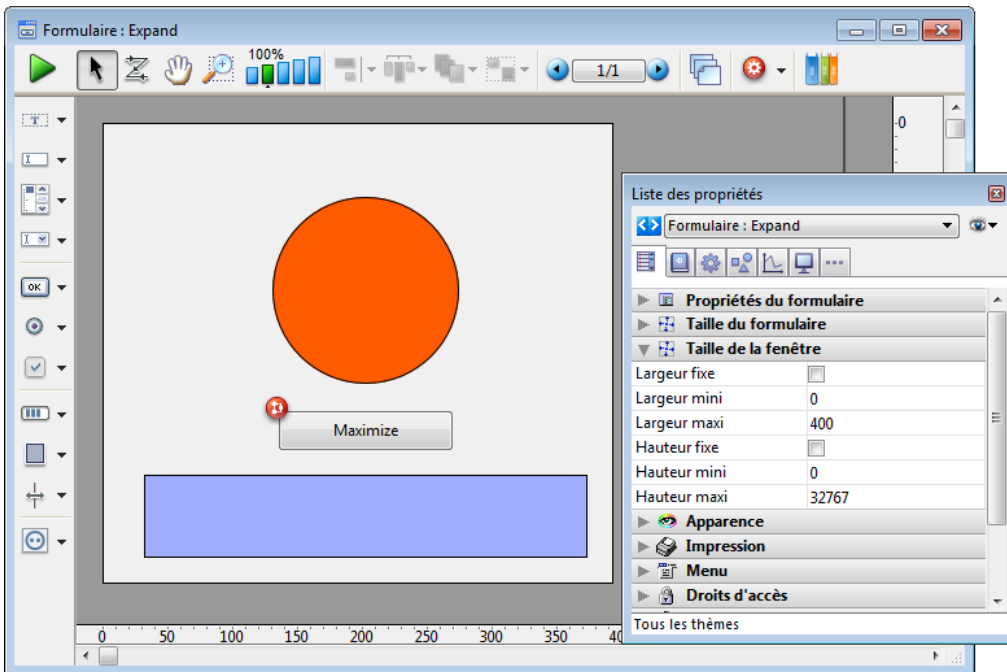 Formulaire : Expand
100%
1/1
T
I
I
OK
0
Maximize
0 50 100 150 200 250 300 350 40
Liste des propriétés
Formulaire : Expand
Propriétés du formulaire
Taille du formulaire
Taille de la fenêtre
Largeur fixe
Largeur mini 0
Largeur maxi 400
Hauteur fixe
Hauteur mini 0
Hauteur maxi 32767
Apparence
Impression
Menu
Droits d'accès
Tous les thèmes